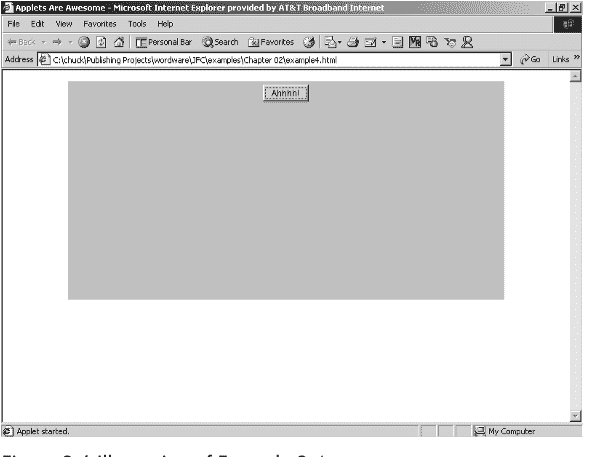 Applets Are Awesome - Microsoft Internet Explorer provided by AT&T Broadband Internet
File Edit View Favorites Tools Help
Back Personal Bar Search Favorites
Address C:\chuck\Publishing Projects\wordware\JFC\examples\Chapter 02\example4.html Go Links »
Ahhhh!
Applet started. My Computer